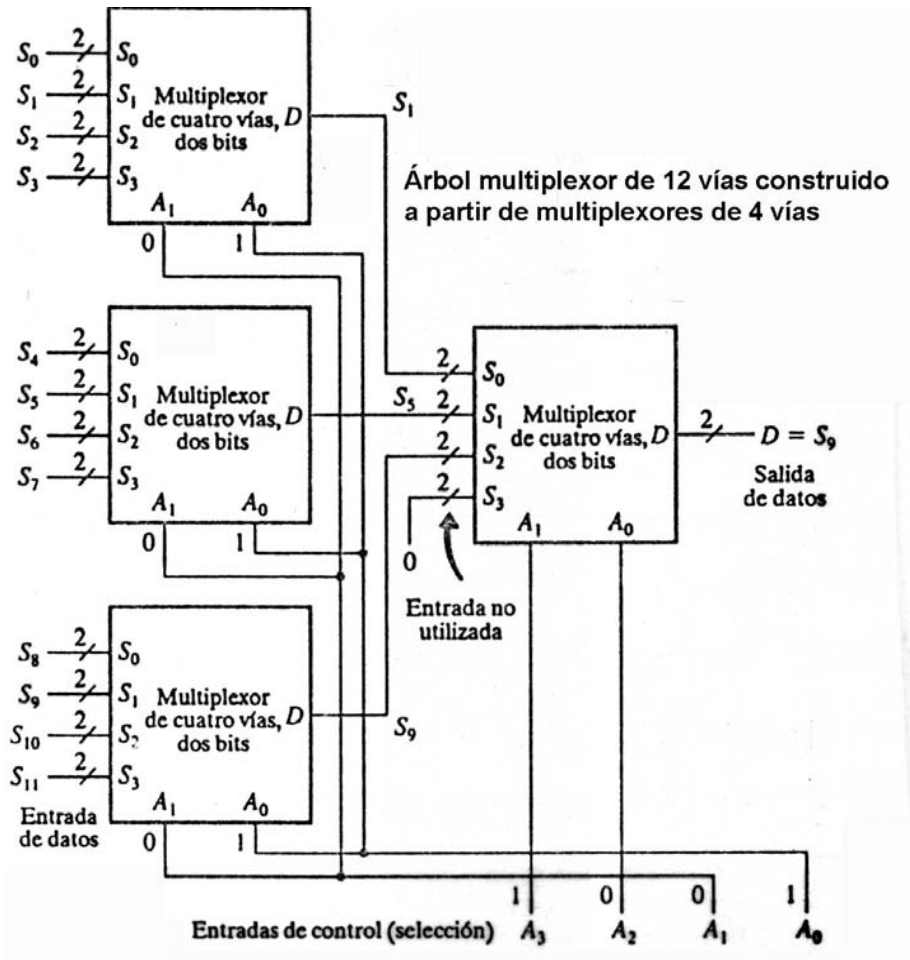 S₀ 2 S₀
S₁ 2 S₁
S₂ 2 S₂
S₃ 2 S₃
Multiplexor
de cuatro vías, D
dos bits
A₁ A₀
0 1
S₁
Árbol multiplexor de 12 vías construido
a partir de multiplexores de 4 vías
S₄ 2 S₀
S₅ 2 S₁
S₆ 2 S₂
S₇ 2 S₃
Multiplexor
de cuatro vías, D
dos bits
A₁ A₀
0 1
S₅
S₈ 2 S₀
S₉ 2 S₁
S₁₀ 2 S₂
S₁₁ 2 S₃
Multiplexor
de cuatro vías, D
dos bits
A₁ A₀
0 1
S₉
Entrada
de datos
2 S₀
2 S₁
2 S₂
2 S₃
0
Multiplexor
de cuatro vías, D
dos bits
A₁ A₀
2 D = S₉
Salida
de datos
Entrada no
utilizada
1 0 0 1
Entradas de control (selección) A₃ A₂ A₁ A₀